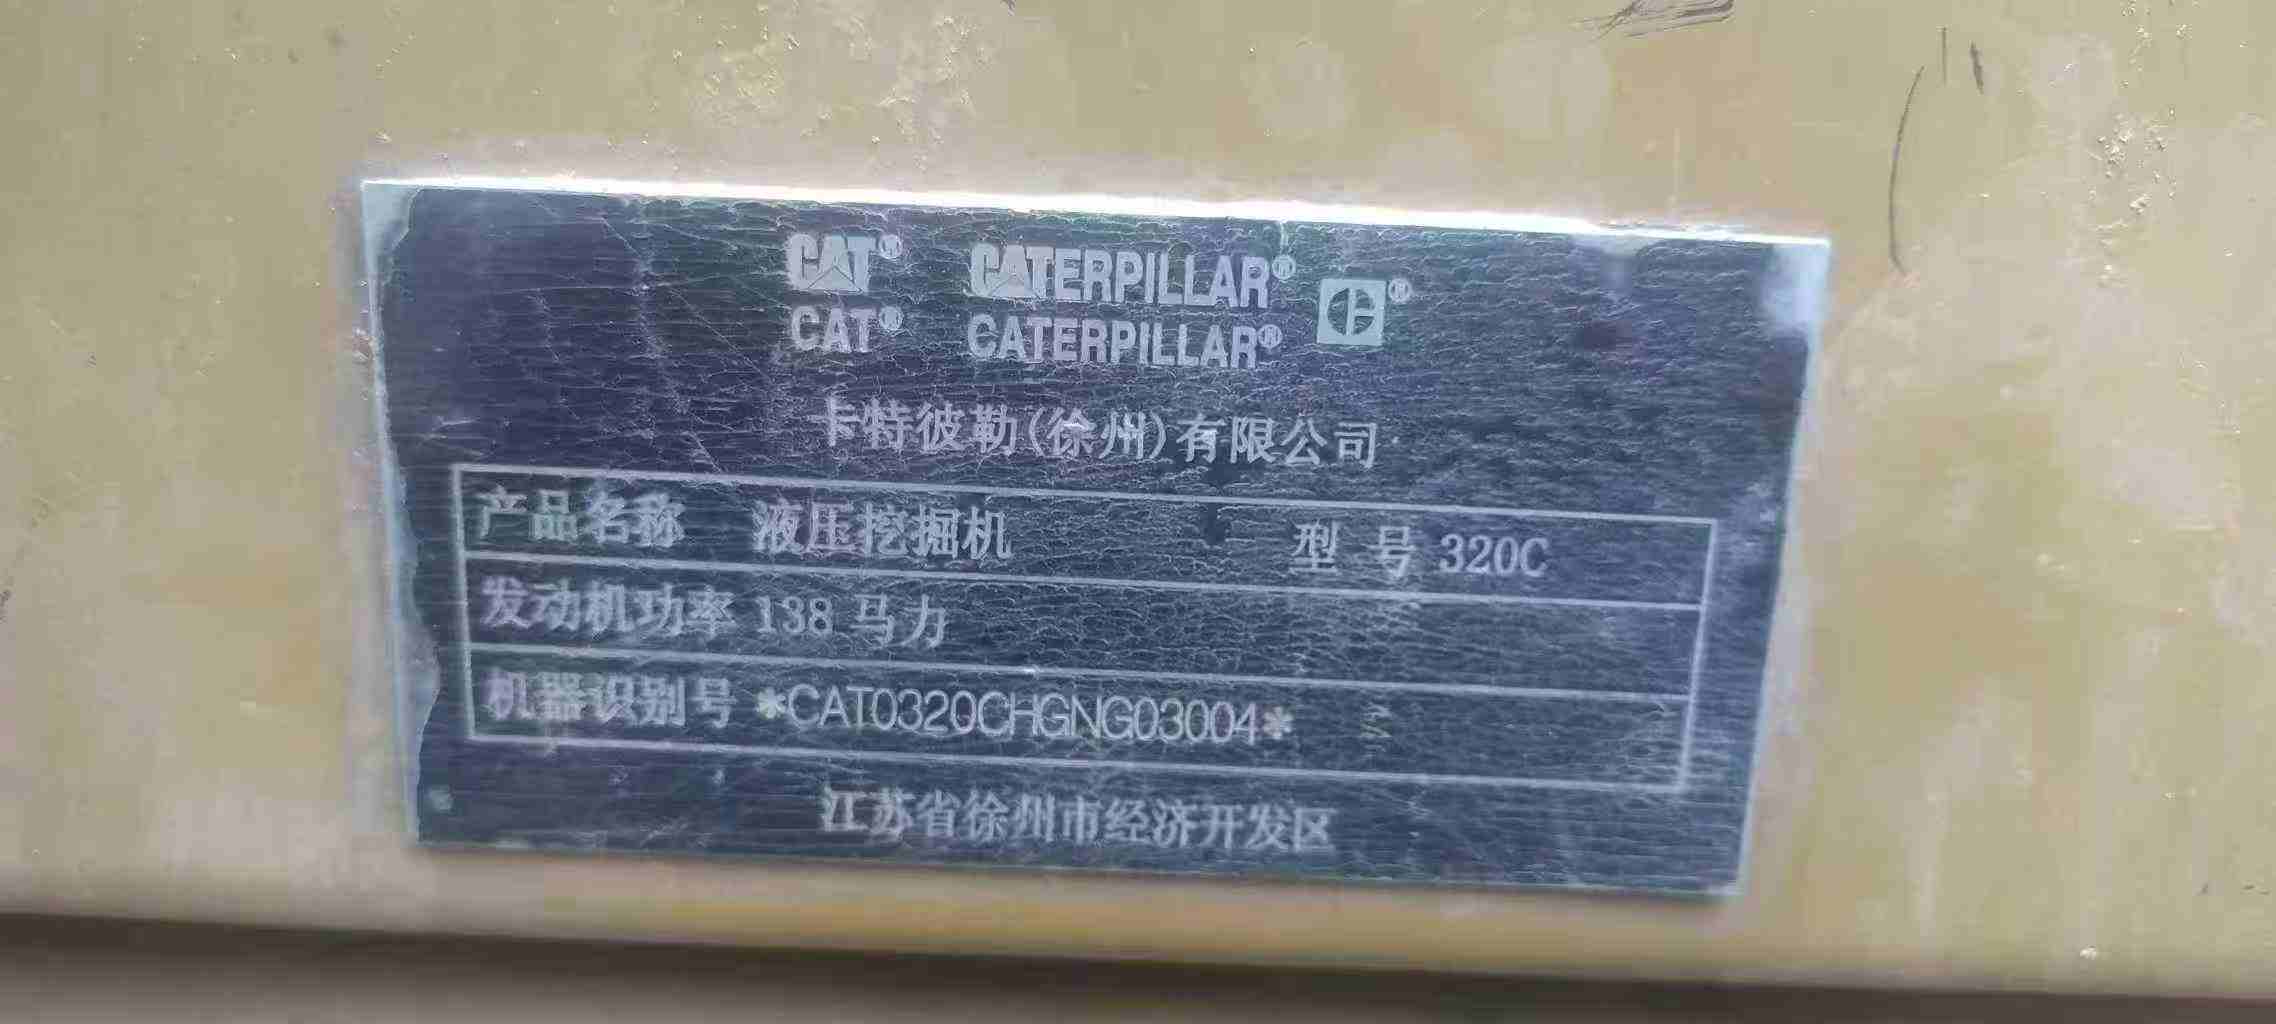 CAT® CATERPILLAR® ®
CAT® CATERPILLAR®
卡特彼勒(徐州)有限公司
产品名称 液压挖掘机 型 号 320C
发动机功率 138 马力
机器识别号 *CAT0320CHGNG03004*
江苏省徐州市经济开发区